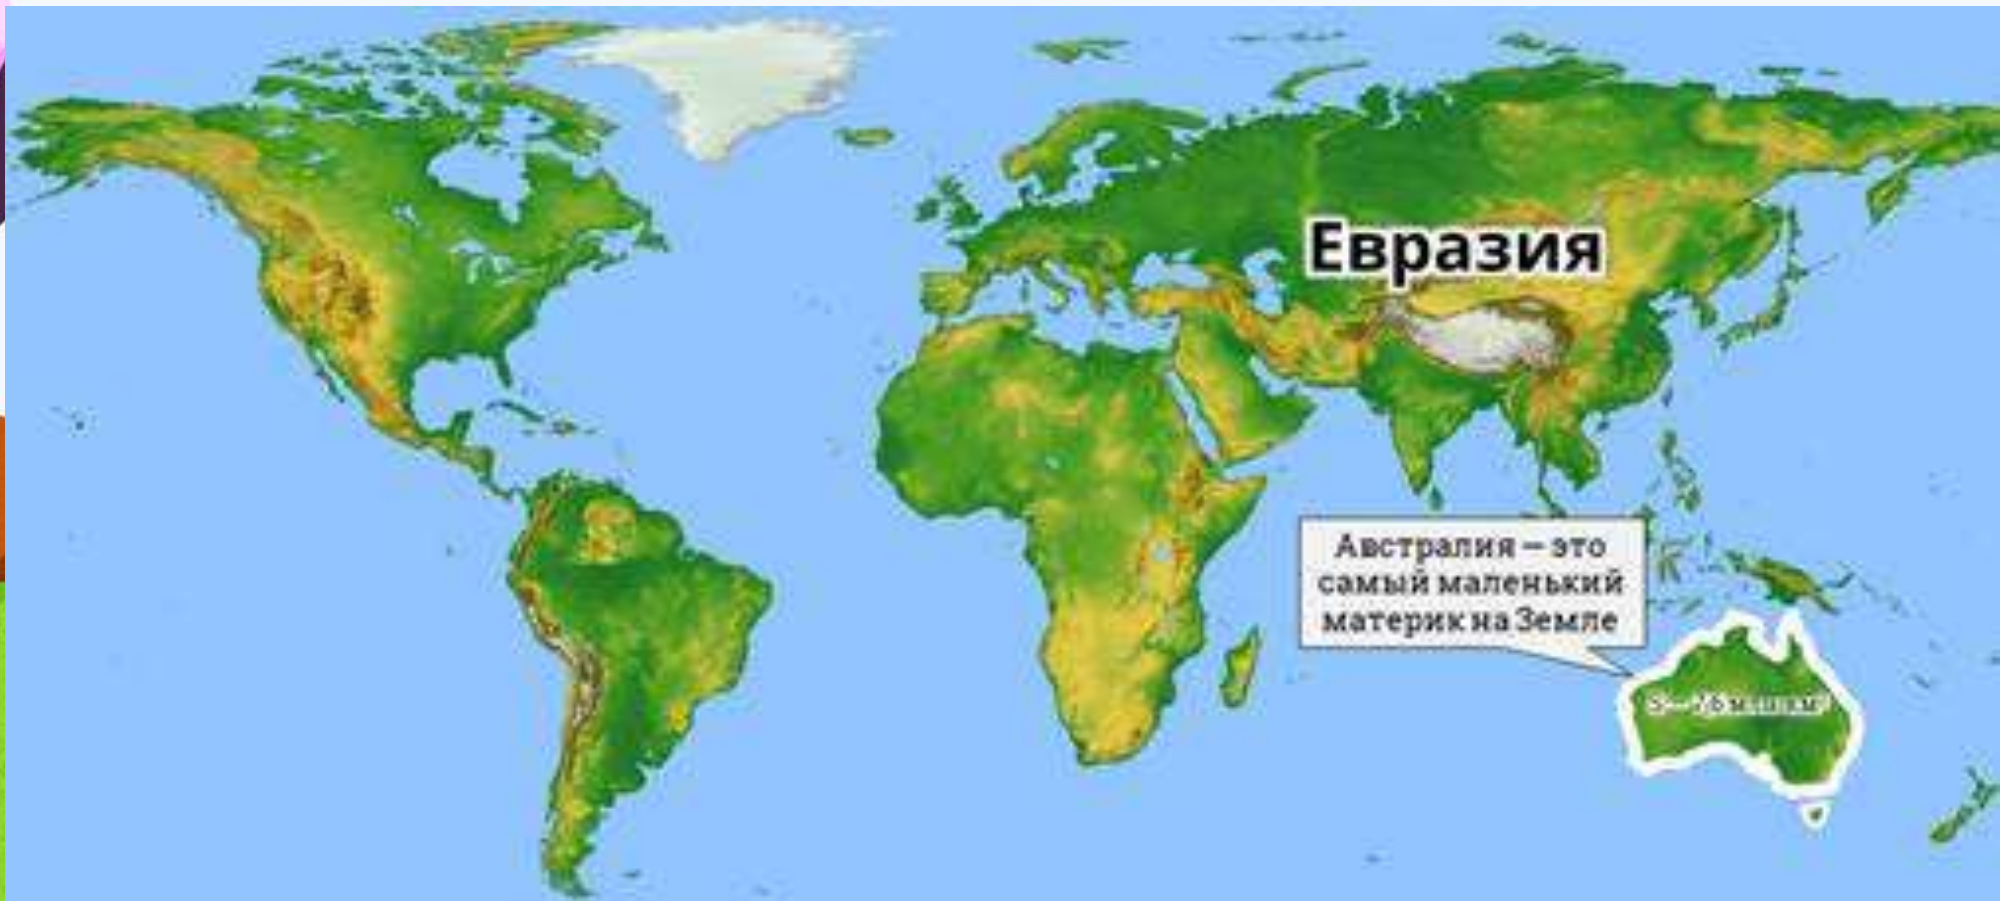 Евразия
Австралия — это
самый маленький
материк на Земле